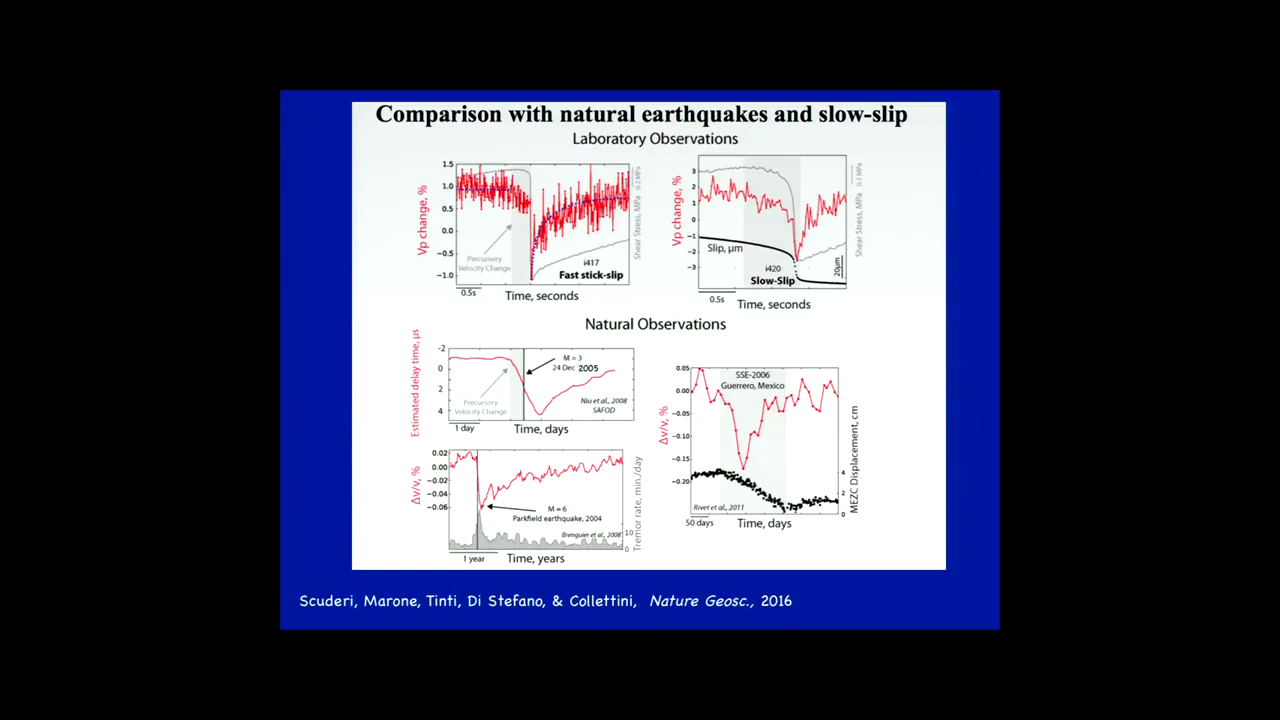 Comparison with natural earthquakes and slow-slip
Laboratory Observations
Vp change, %
1.5
1.0
0.5
0.0
−0.5
−1.0
Precursory
Velocity Change
i417
Fast stick-slip
Shear Stress, MPa
0.2 MPa
0.5s
Time, seconds
Vp change, %
3
2
1
0
−1
−2
−3
Slip, μm
i420
Slow-Slip
20μm
Shear Stress, MPa
0.1 MPa
0.5s
Time, seconds
Natural Observations
Estimated delay time, μs
-2
0
2
4
M = 3
24 Dec 2005
Precursory
Velocity Change
Niu et al., 2008
SAFOD
1 day
Time, days
Δv/v, %
0.02
0.00
−0.02
−0.04
−0.06
M = 6
Parkfield earthquake, 2004
Brenguier et al., 2008
10
0
Tremor rate, min./day
1 year
Time, years
Δv/v, %
0.05
0.00
−0.05
−0.10
−0.15
−0.20
SSE-2006
Guerrero, Mexico
Rivet et al., 2011
4
2
0
MEZC Displacement, cm
50 days
Time, days
Scuderi, Marone, Tinti, Di Stefano, & Collettini, Nature Geosc., 2016